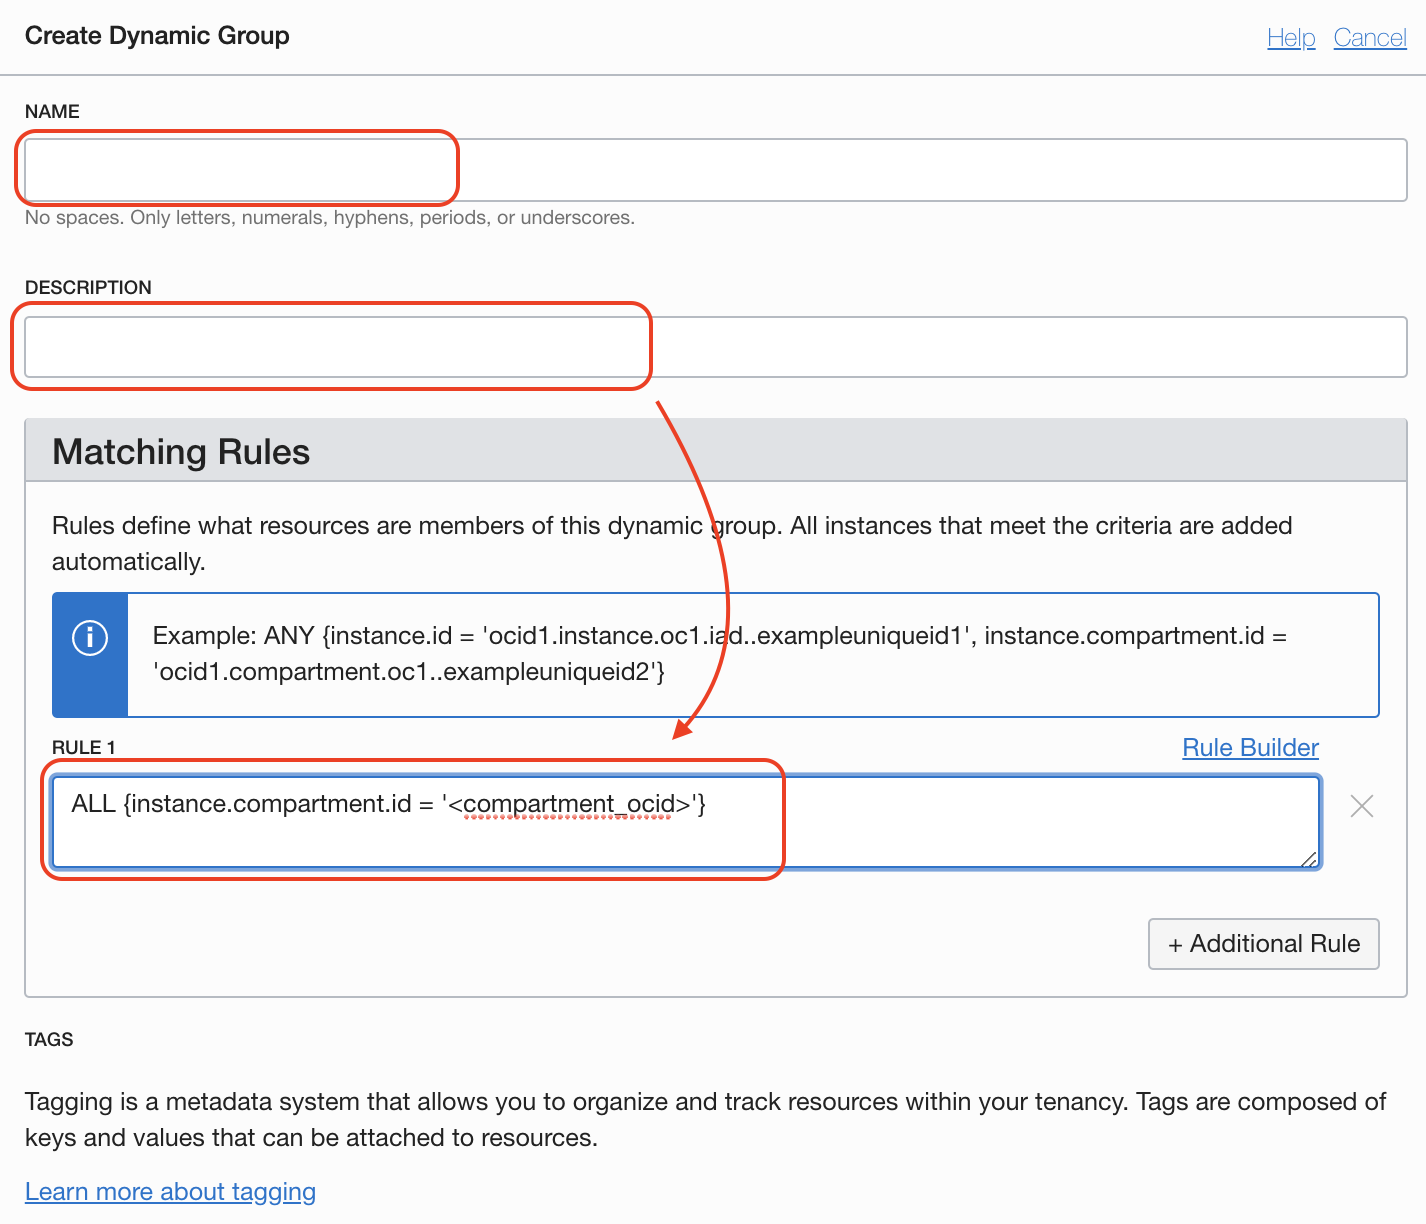 Create Dynamic Group
Help Cancel
NAME
No spaces. Only letters, numerals, hyphens, periods, or underscores.
DESCRIPTION
Matching Rules
Rules define what resources are members of this dynamic group. All instances that meet the criteria are added
automatically.
Example: ANY {instance.id = 'ocid1.instance.oc1.iad..exampleuniqueid1', instance.compartment.id =
'ocid1.compartment.oc1..exampleuniqueid2'}
RULE 1
Rule Builder
ALL {instance.compartment.id = '<compartment_ocid>'}
+ Additional Rule
TAGS
Tagging is a metadata system that allows you to organize and track resources within your tenancy. Tags are composed of
keys and values that can be attached to resources.
Learn more about tagging